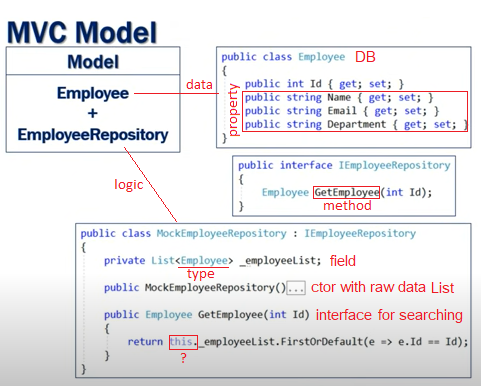 MVC Model
Model
Employee
+
EmployeeRepository
data
logic
public class Employee DB
{
property
public int Id { get; set; }
public string Name { get; set; }
public string Email { get; set; }
public string Department { get; set; }
}
public interface IEmployeeRepository
{
Employee GetEmployee(int Id);
method
}
public class MockEmployeeRepository : IEmployeeRepository
{
private List<Employee> _employeeList; field
type
public MockEmployeeRepository()... ctor with raw data List
public Employee GetEmployee(int Id) interface for searching
{
return this._employeeList.FirstOrDefault(e => e.Id == Id);
?
}
}